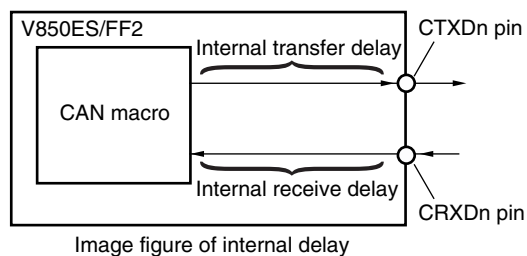 V850ES/FF2
CTXDn pin
Internal transfer delay
CAN macro
Internal receive delay
CRXDn pin
Image figure of internal delay